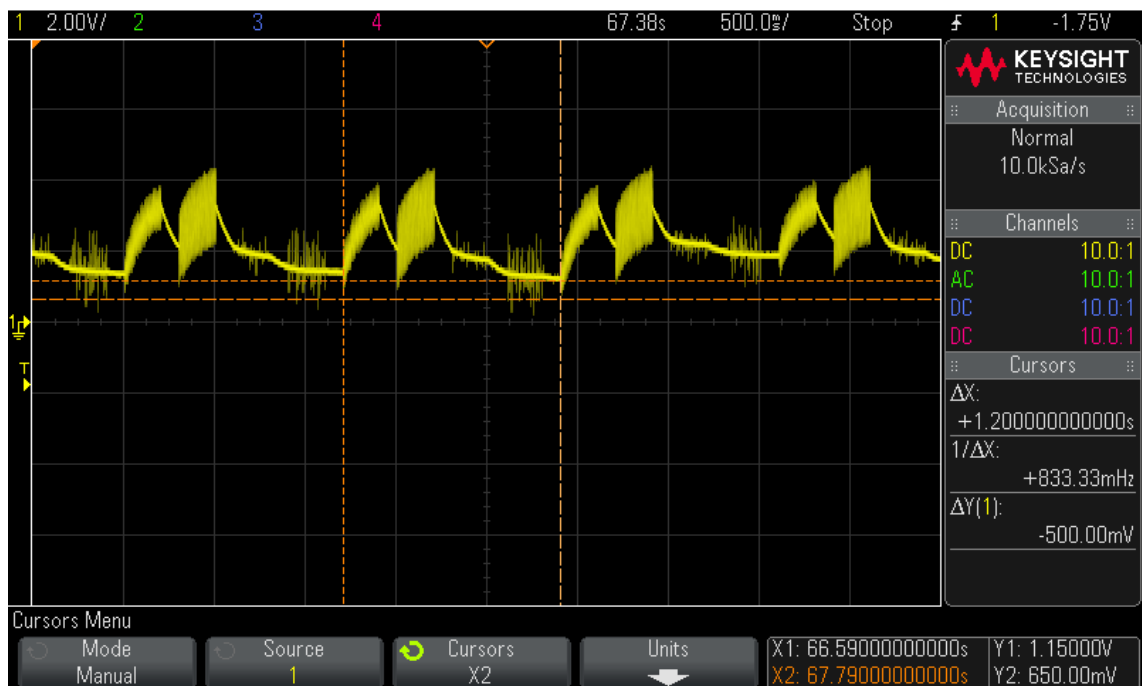 1 2.00V/ 2 3 4 67.38s 500.0ms/ Stop 1 -1.75V
KEYSIGHT
TECHNOLOGIES
Acquisition
Normal
10.0kSa/s
Channels
DC 10.0:1
AC 10.0:1
DC 10.0:1
DC 10.0:1
Cursors
ΔX:
+1.200000000000s
1/ΔX:
+833.33mHz
ΔY(1):
-500.00mV
1
T
Cursors Menu
Mode
Manual
Source
1
Cursors
X2
Units
X1: 66.59000000000s
X2: 67.79000000000s
Y1: 1.15000V
Y2: 650.00mV